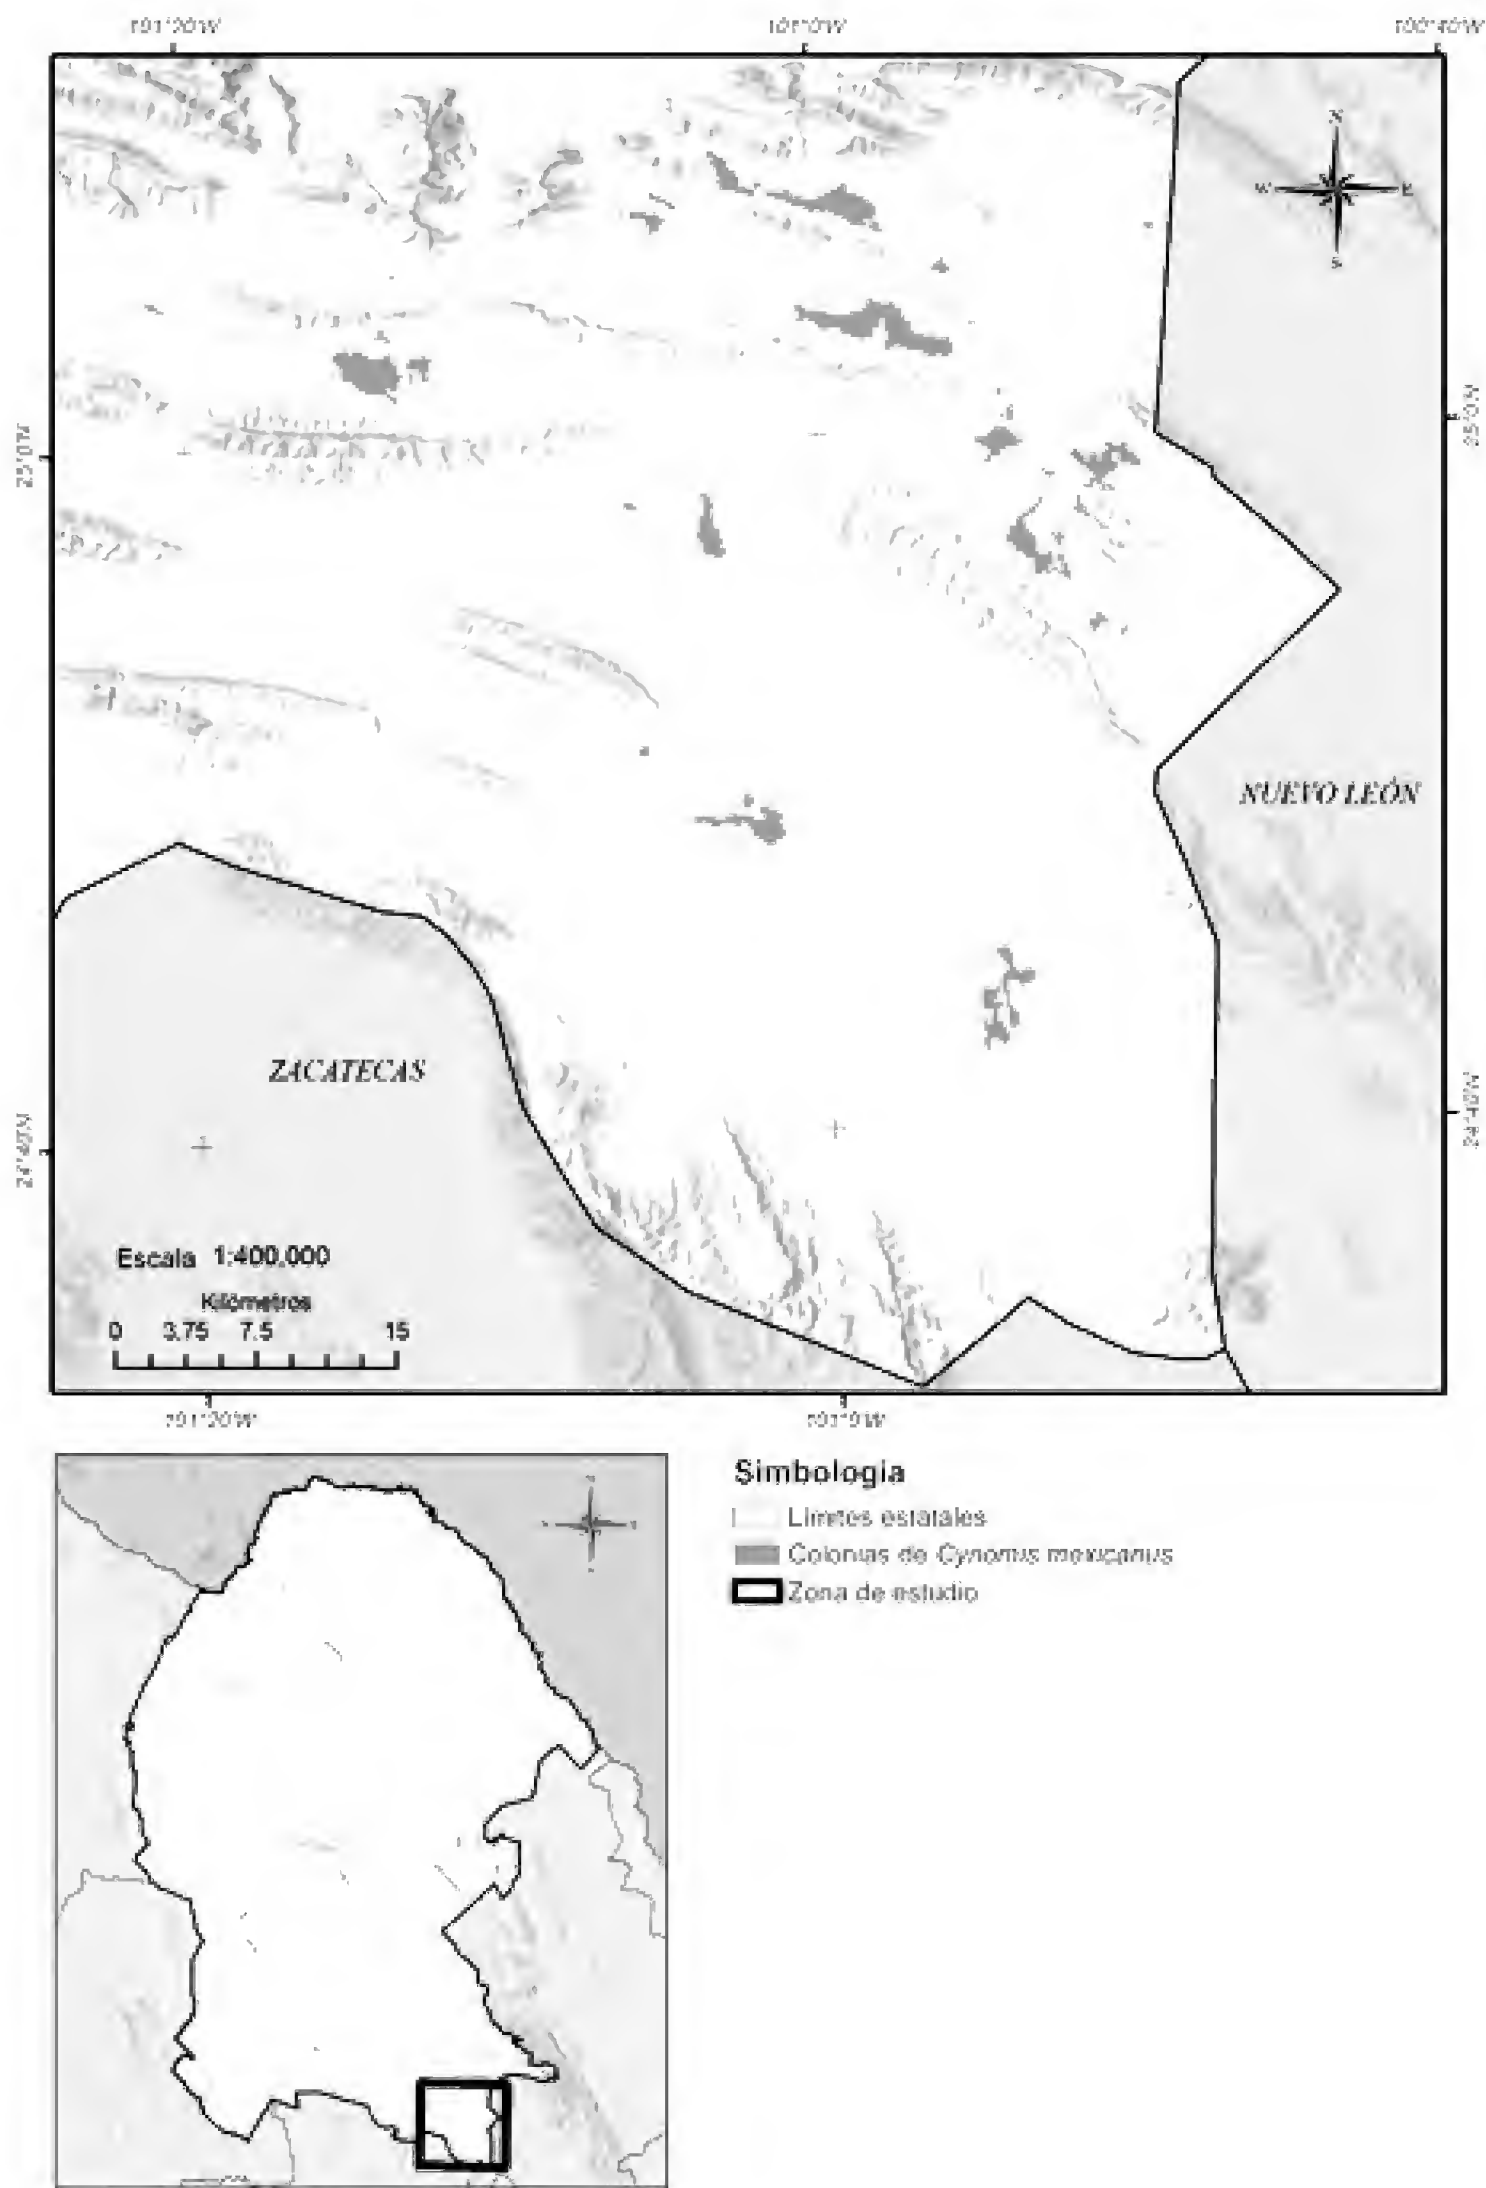 101°20'W 101°0'W 100°40'W
N
W E
S
25°0'N 25°0'N
NUEVO LEÓN
ZACATECAS
24°40'N 24°40'N
Escala 1:400,000
Kilómetros
0 3.75 7.5 15
101°20'W 101°0'W
Simbología
Límites estatales
Colonias de Cynomys mexicanus
Zona de estudio